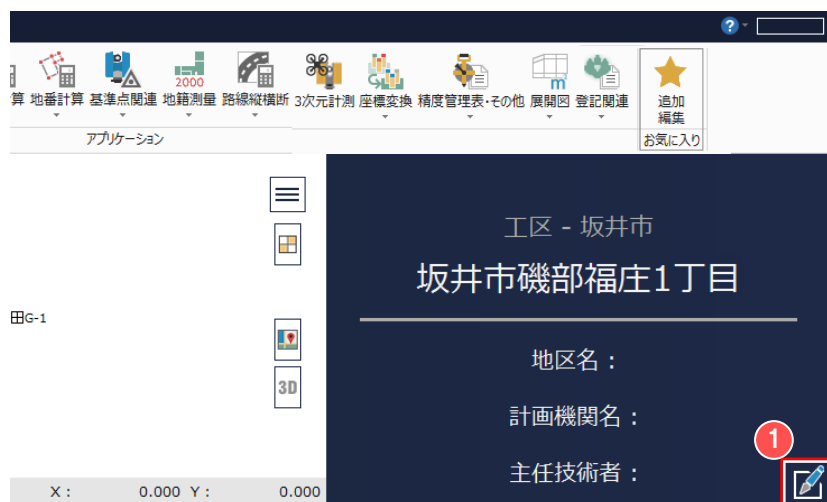 ?
2000
m
算 地番計算 基準点関連 地籍測量 路線縦横断 3次元計測 座標変換 精度管理表・その他 展開図 登記関連 追加
編集
アプリケーション お気に入り
工区 - 坂井市
坂井市磯部福庄1丁目
G-1
地区名：
3D
計画機関名：
1
主任技術者：
X： 0.000 Y： 0.000